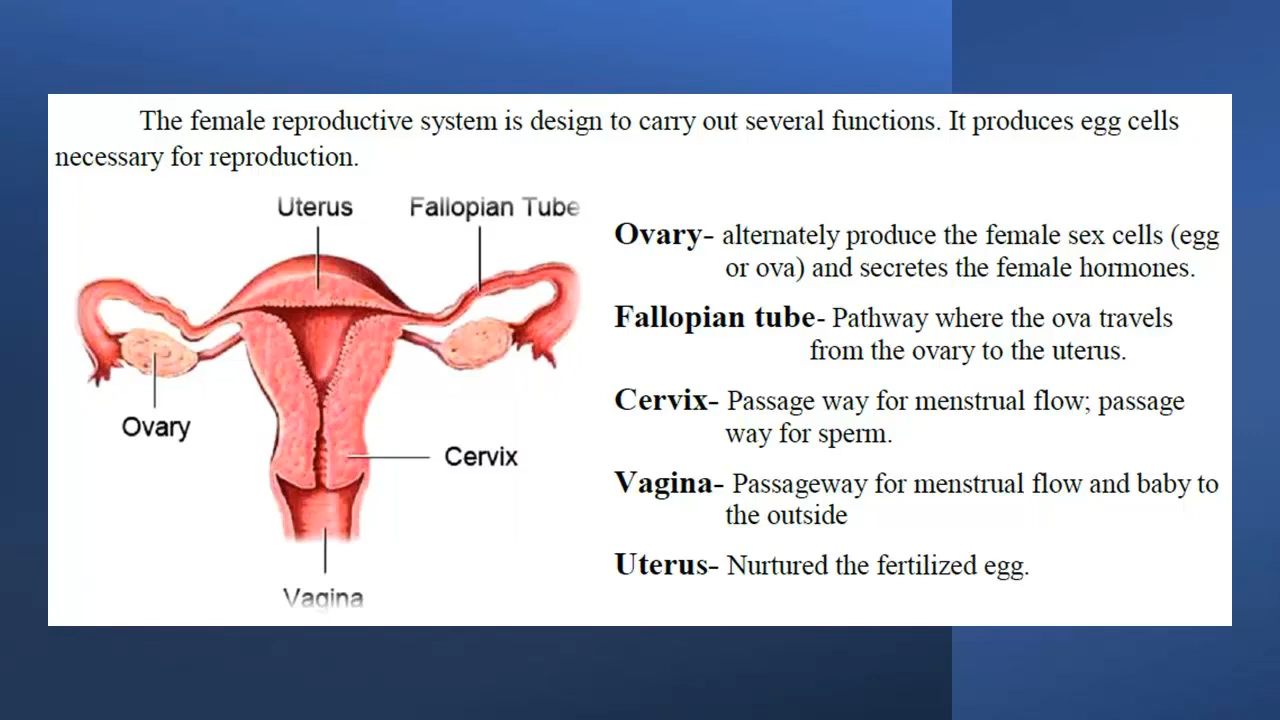 The female reproductive system is design to carry out several functions. It produces egg cells
necessary for reproduction.
Uterus
Fallopian Tube
Ovary
Cervix
Vagina
Ovary- alternately produce the female sex cells (egg
or ova) and secretes the female hormones.
Fallopian tube- Pathway where the ova travels
from the ovary to the uterus.
Cervix- Passage way for menstrual flow; passage
way for sperm.
Vagina- Passageway for menstrual flow and baby to
the outside
Uterus- Nurtured the fertilized egg.